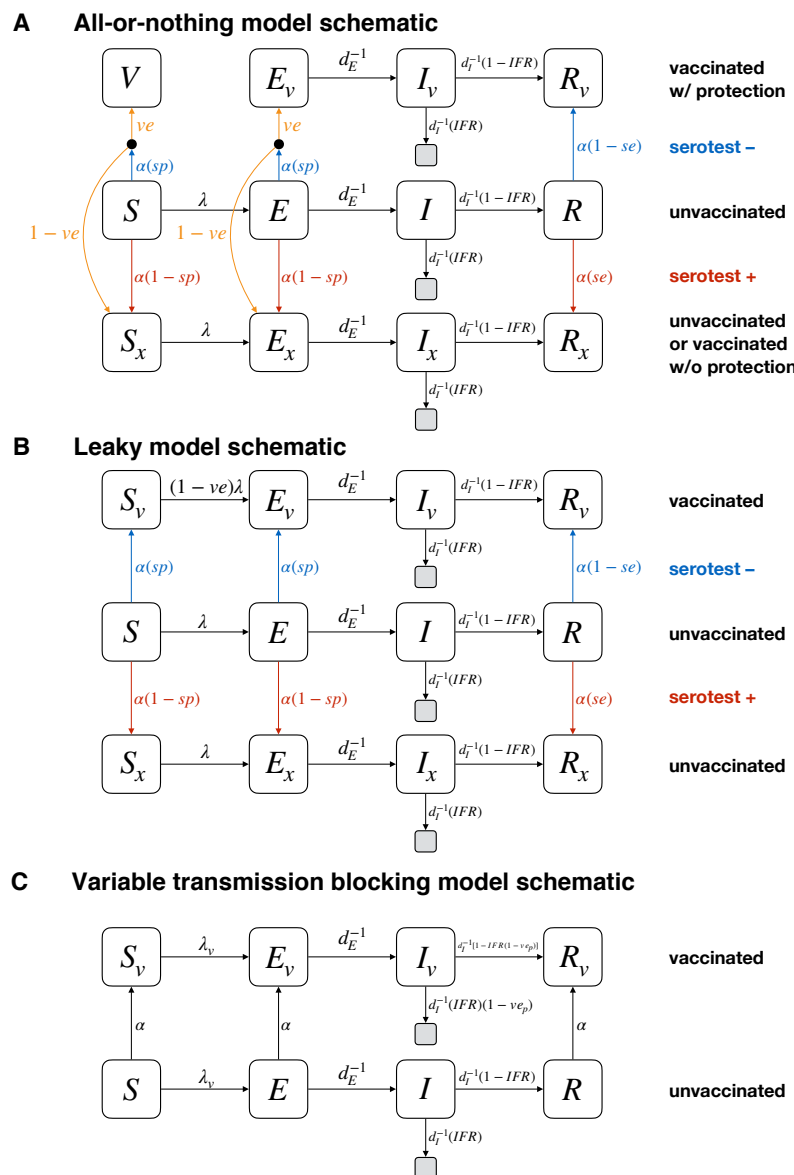 A All-or-nothing model schematic
V E_v d_E^{-1} I_v d_I^{-1}(1 − IFR) R_v vaccinated
w/ protection
ve ve d_I^{-1}(IFR)
α(sp) α(sp) α(1 − se) serotest −
S λ E d_E^{-1} I d_I^{-1}(1 − IFR) R unvaccinated
1 − ve 1 − ve
α(1 − sp) α(1 − sp) d_I^{-1}(IFR) α(se) serotest +
S_x λ E_x d_E^{-1} I_x d_I^{-1}(1 − IFR) R_x unvaccinated
or vaccinated
w/o protection
d_I^{-1}(IFR)
B Leaky model schematic
S_v (1 − ve)λ E_v d_E^{-1} I_v d_I^{-1}(1 − IFR) R_v vaccinated
d_I^{-1}(IFR)
α(sp) α(sp) α(1 − se) serotest −
S λ E d_E^{-1} I d_I^{-1}(1 − IFR) R unvaccinated
d_I^{-1}(IFR)
α(1 − sp) α(1 − sp) α(se) serotest +
S_x λ E_x d_E^{-1} I_x d_I^{-1}(1 − IFR) R_x unvaccinated
d_I^{-1}(IFR)
C Variable transmission blocking model schematic
S_v λ_v E_v d_E^{-1} I_v d_I^{-1}[1 − IFR(1 − ve_p)] R_v vaccinated
d_I^{-1}(IFR)(1 − ve_p)
α α α
S λ_v E d_E^{-1} I d_I^{-1}(1 − IFR) R unvaccinated
d_I^{-1}(IFR)